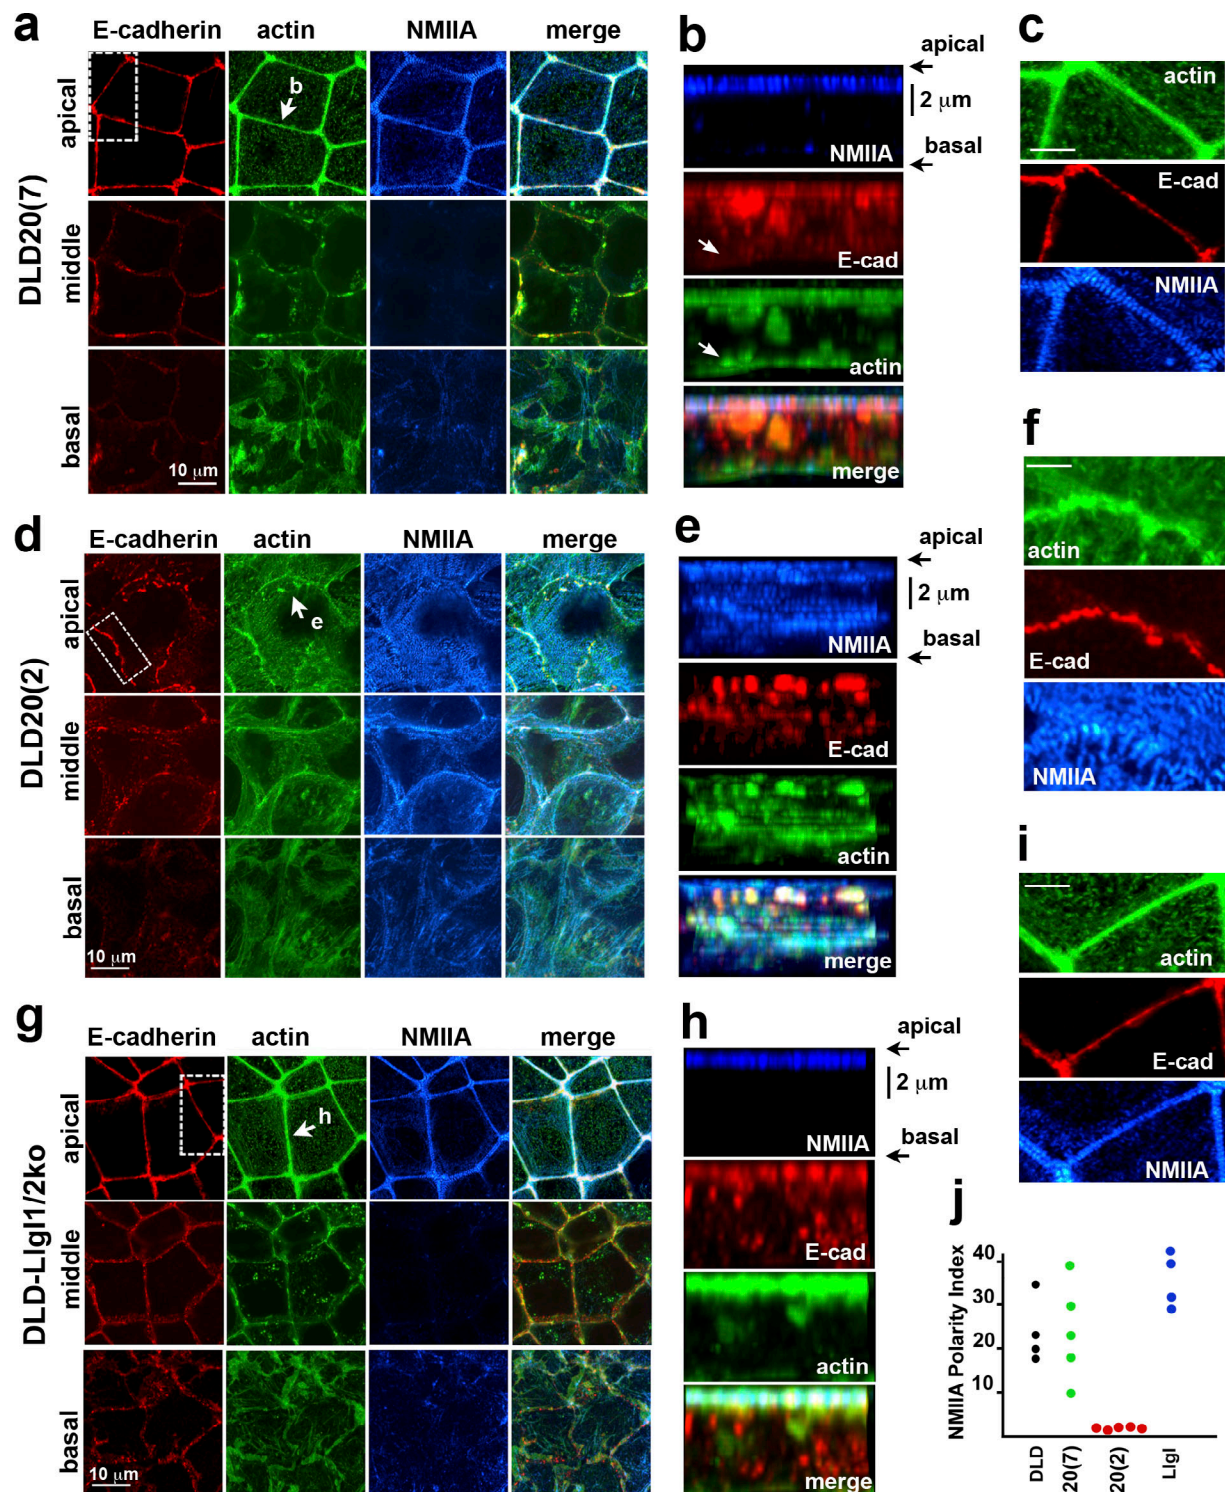 a
E-cadherin actin NMIIA merge
DLD20(7)
apical
b
middle
basal
10 μm
b
apical
2 μm
NMIIA
basal
E-cad
actin
merge
c
actin
E-cad
NMIIA
d
E-cadherin actin NMIIA merge
DLD20(2)
apical
e
middle
basal
10 μm
e
apical
2 μm
NMIIA
basal
E-cad
actin
merge
f
actin
E-cad
NMIIA
g
E-cadherin actin NMIIA merge
DLD-Llgl1/2ko
apical
h
middle
basal
10 μm
h
apical
2 μm
NMIIA
basal
E-cad
actin
merge
i
actin
E-cad
NMIIA
j
NMIIA Polarity Index
40
30
20
10
DLD 20(7) 20(2) Llgl